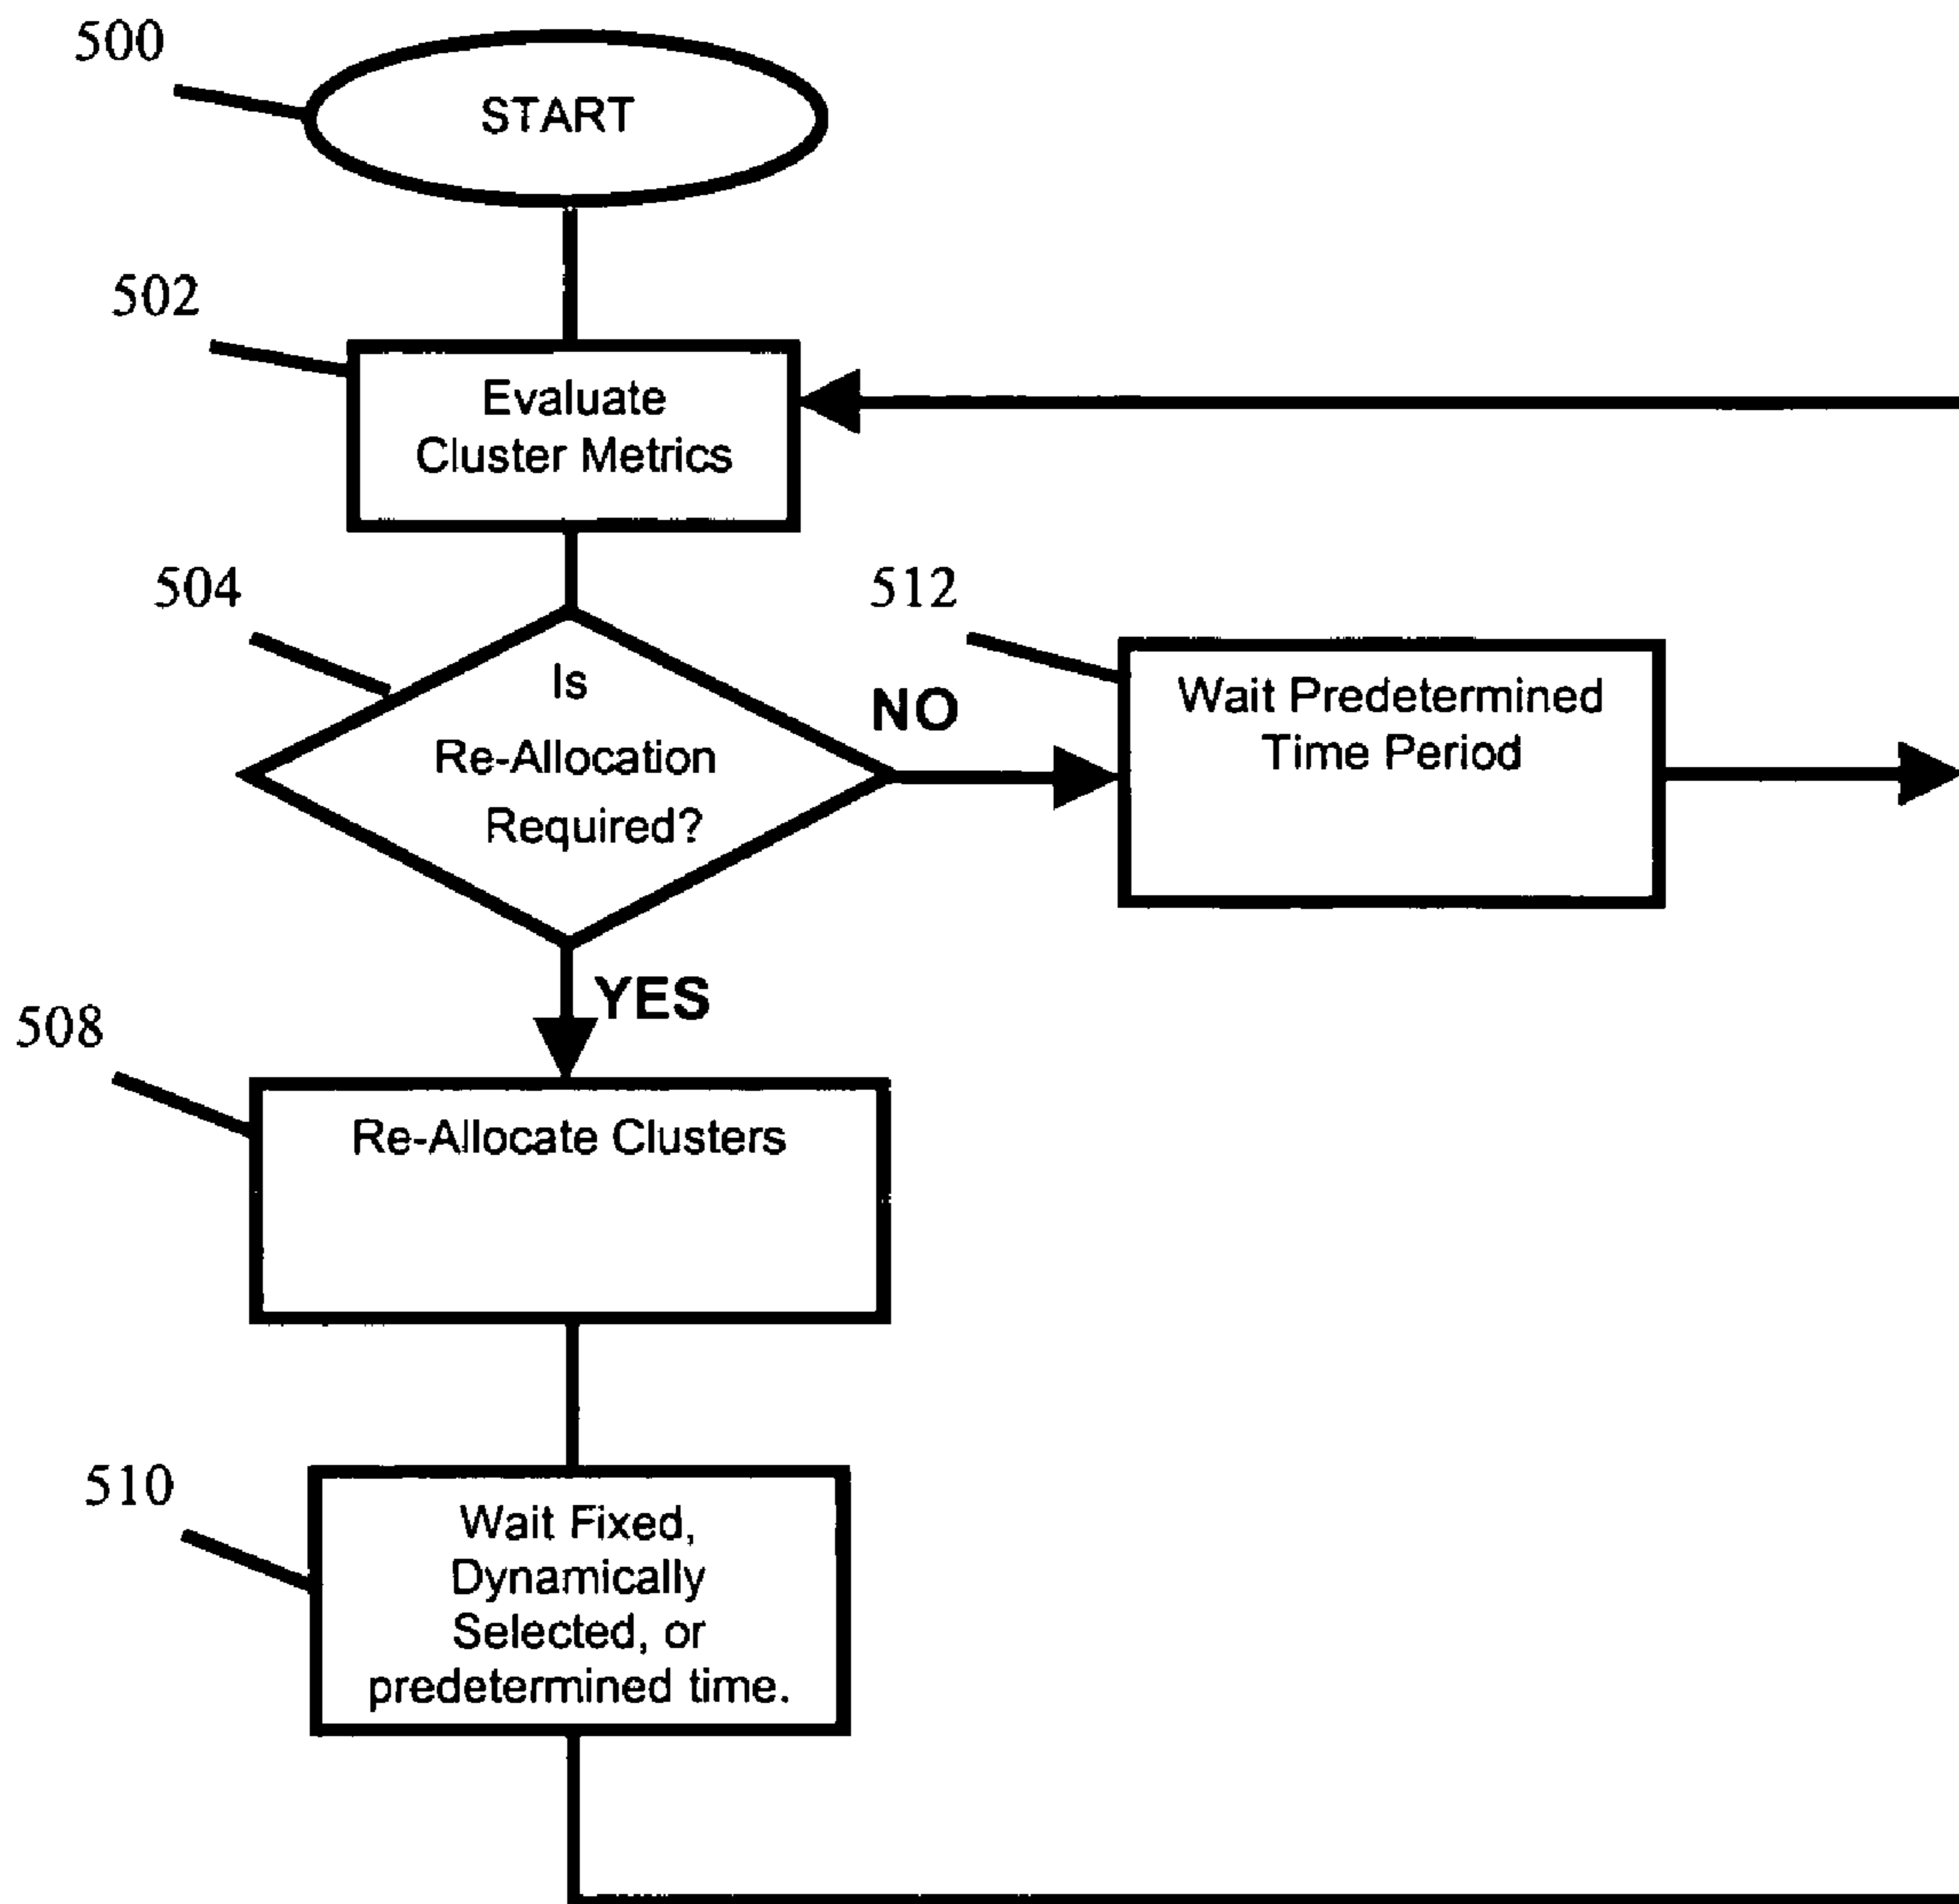 500
START
502
Evaluate
Cluster Metrics
504
512
Is
Re-Allocation
Required?
NO
Wait Predetermined
Time Period
YES
508
Re-Allocate Clusters
510
Wait Fixed,
Dynamically
Selected, or
predetermined time.